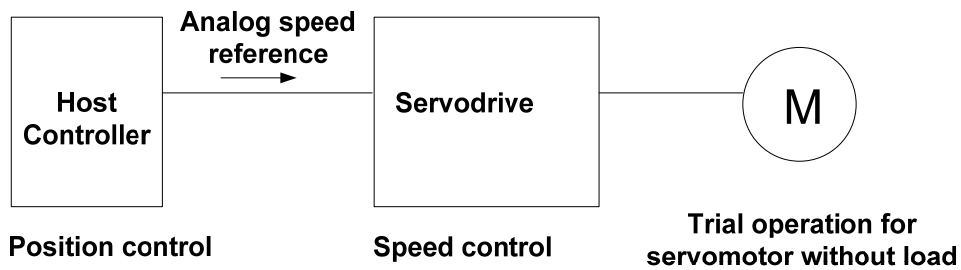 Analog speed
reference
Host
Controller
Servodrive
M
Position control
Speed control
Trial operation for
servomotor without load